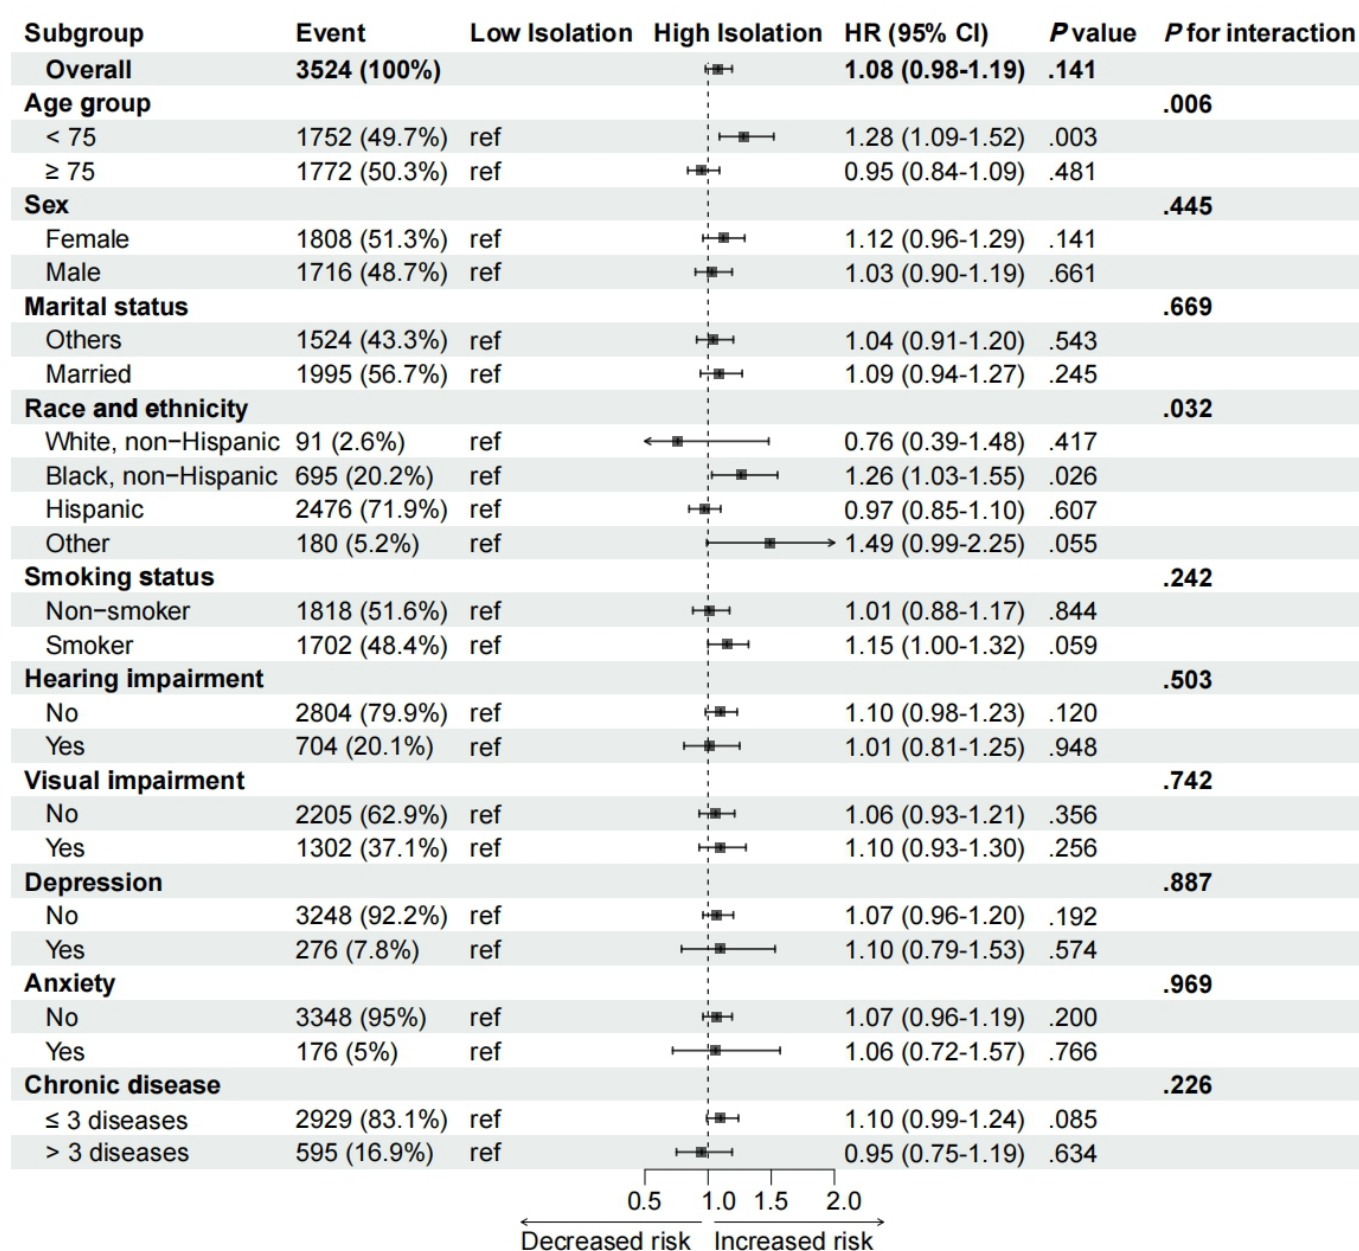 Subgroup Event Low Isolation High Isolation HR (95% CI) P value P for interaction
Overall 3524 (100%) 1.08 (0.98-1.19) .141
Age group .006
< 75 1752 (49.7%) ref 1.28 (1.09-1.52) .003
≥ 75 1772 (50.3%) ref 0.95 (0.84-1.09) .481
Sex .445
Female 1808 (51.3%) ref 1.12 (0.96-1.29) .141
Male 1716 (48.7%) ref 1.03 (0.90-1.19) .661
Marital status .669
Others 1524 (43.3%) ref 1.04 (0.91-1.20) .543
Married 1995 (56.7%) ref 1.09 (0.94-1.27) .245
Race and ethnicity .032
White, non−Hispanic 91 (2.6%) ref 0.76 (0.39-1.48) .417
Black, non−Hispanic 695 (20.2%) ref 1.26 (1.03-1.55) .026
Hispanic 2476 (71.9%) ref 0.97 (0.85-1.10) .607
Other 180 (5.2%) ref 1.49 (0.99-2.25) .055
Smoking status .242
Non−smoker 1818 (51.6%) ref 1.01 (0.88-1.17) .844
Smoker 1702 (48.4%) ref 1.15 (1.00-1.32) .059
Hearing impairment .503
No 2804 (79.9%) ref 1.10 (0.98-1.23) .120
Yes 704 (20.1%) ref 1.01 (0.81-1.25) .948
Visual impairment .742
No 2205 (62.9%) ref 1.06 (0.93-1.21) .356
Yes 1302 (37.1%) ref 1.10 (0.93-1.30) .256
Depression .887
No 3248 (92.2%) ref 1.07 (0.96-1.20) .192
Yes 276 (7.8%) ref 1.10 (0.79-1.53) .574
Anxiety .969
No 3348 (95%) ref 1.07 (0.96-1.19) .200
Yes 176 (5%) ref 1.06 (0.72-1.57) .766
Chronic disease .226
≤ 3 diseases 2929 (83.1%) ref 1.10 (0.99-1.24) .085
> 3 diseases 595 (16.9%) ref 0.95 (0.75-1.19) .634
0.5 1.0 1.5 2.0
Decreased risk Increased risk